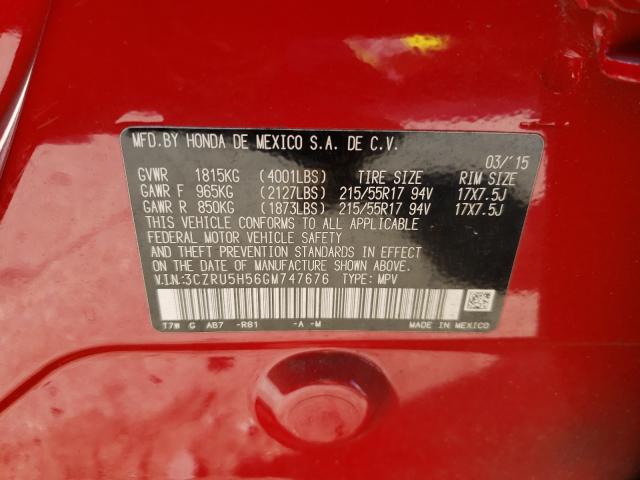 MFD.BY HONDA DE MEXICO S.A. DE C.V.
03/'15
GVWR 1815KG (4001LBS) TIRE SIZE RIM SIZE
GAWR F 965KG (2127LBS) 215/55R17 94V 17X7.5J
GAWR R 850KG (1873LBS) 215/55R17 94V 17X7.5J
THIS VEHICLE CONFORMS TO ALL APPLICABLE
FEDERAL MOTOR VEHICLE SAFETY
AND THEFT PREVENTION STANDARDS IN EFFECT
ON THE DATE OF MANUFACTURE SHOWN ABOVE.
V.I.N:3CZRU5H56GM747676 TYPE: MPV
T7W G AB7 -R81 -A -M MADE IN MEXICO